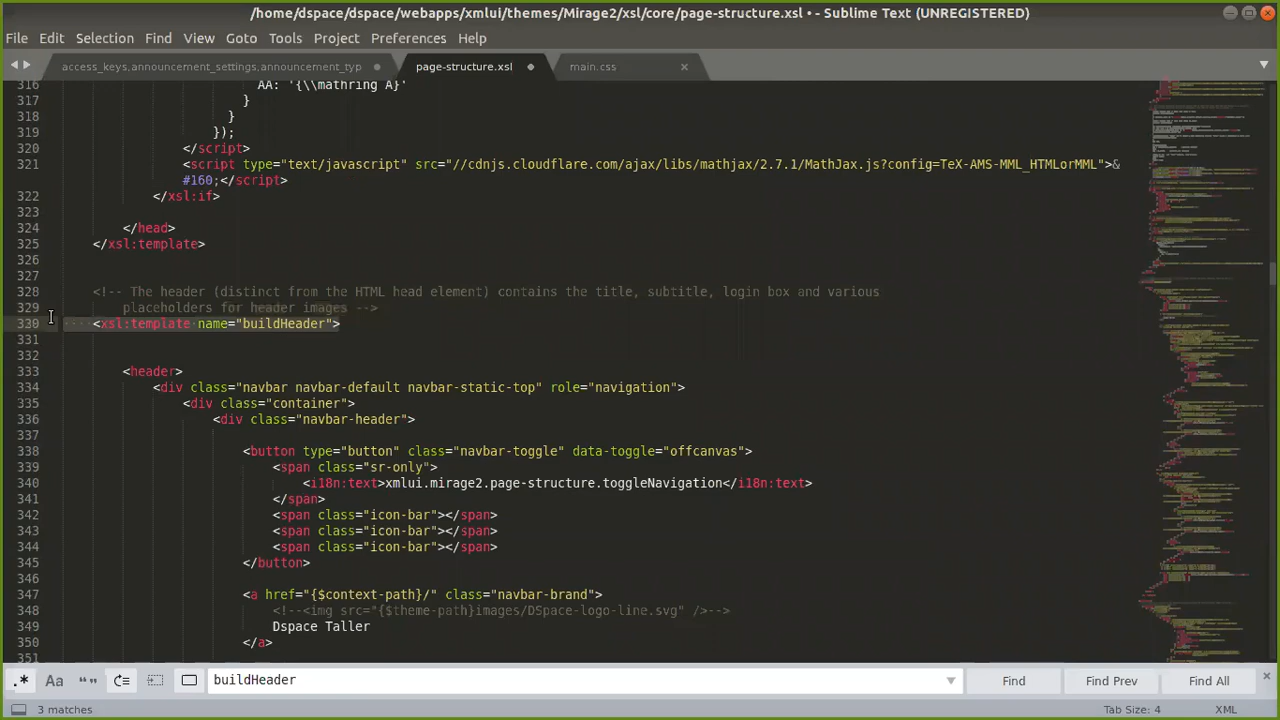 /home/dspace/dspace/webapps/xmlui/themes/Mirage2/xsl/core/page-structure.xsl • - Sublime Text (UNREGISTERED)
File Edit Selection Find View Goto Tools Project Preferences Help
access_keys,announcement_settings,announcement_typ page-structure.xsl main.css
316 AA: '{\\mathring A}'
317 }
318 }
319 });
320 </script>
321 <script type="text/javascript" src="//cdnjs.cloudflare.com/ajax/libs/mathjax/2.7.1/MathJax.js?config=TeX-AMS-MML_HTMLorMML">&
#160;</script>
322 </xsl:if>
323
324 </head>
325 </xsl:template>
326
327
328 <!-- The header (distinct from the HTML head element) contains the title, subtitle, login box and various
329 placeholders for header images -->
330 <xsl:template name="buildHeader">
331
332
333 <header>
334 <div class="navbar navbar-default navbar-static-top" role="navigation">
335 <div class="container">
336 <div class="navbar-header">
337
338 <button type="button" class="navbar-toggle" data-toggle="offcanvas">
339 <span class="sr-only">
340 <i18n:text>xmlui.mirage2.page-structure.toggleNavigation</i18n:text>
341 </span>
342 <span class="icon-bar"></span>
343 <span class="icon-bar"></span>
344 <span class="icon-bar"></span>
345 </button>
346
347 <a href="{$context-path}/" class="navbar-brand">
348 <!--<img src="{$theme-path}images/DSpace-logo-line.svg" />-->
349 Dspace Taller
350 </a>
351
.* Aa buildHeader Find Find Prev Find All
3 matches Tab Size: 4 XML